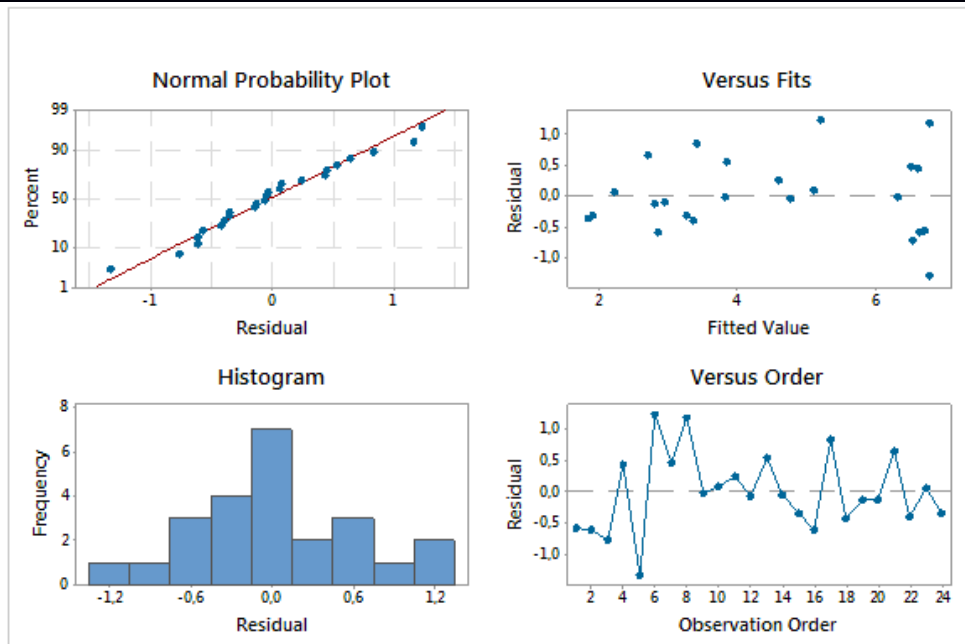 Normal Probability Plot
99
90
50
10
1
Percent
-1
0
1
Residual
Versus Fits
1,0
0,5
0,0
-0,5
-1,0
Residual
2
4
6
Fitted Value
Histogram
8
6
4
2
0
Frequency
-1,2
-0,6
0,0
0,6
1,2
Residual
Versus Order
1,0
0,5
0,0
-0,5
-1,0
Residual
2 4 6 8 10 12 14 16 18 20 22 24
Observation Order